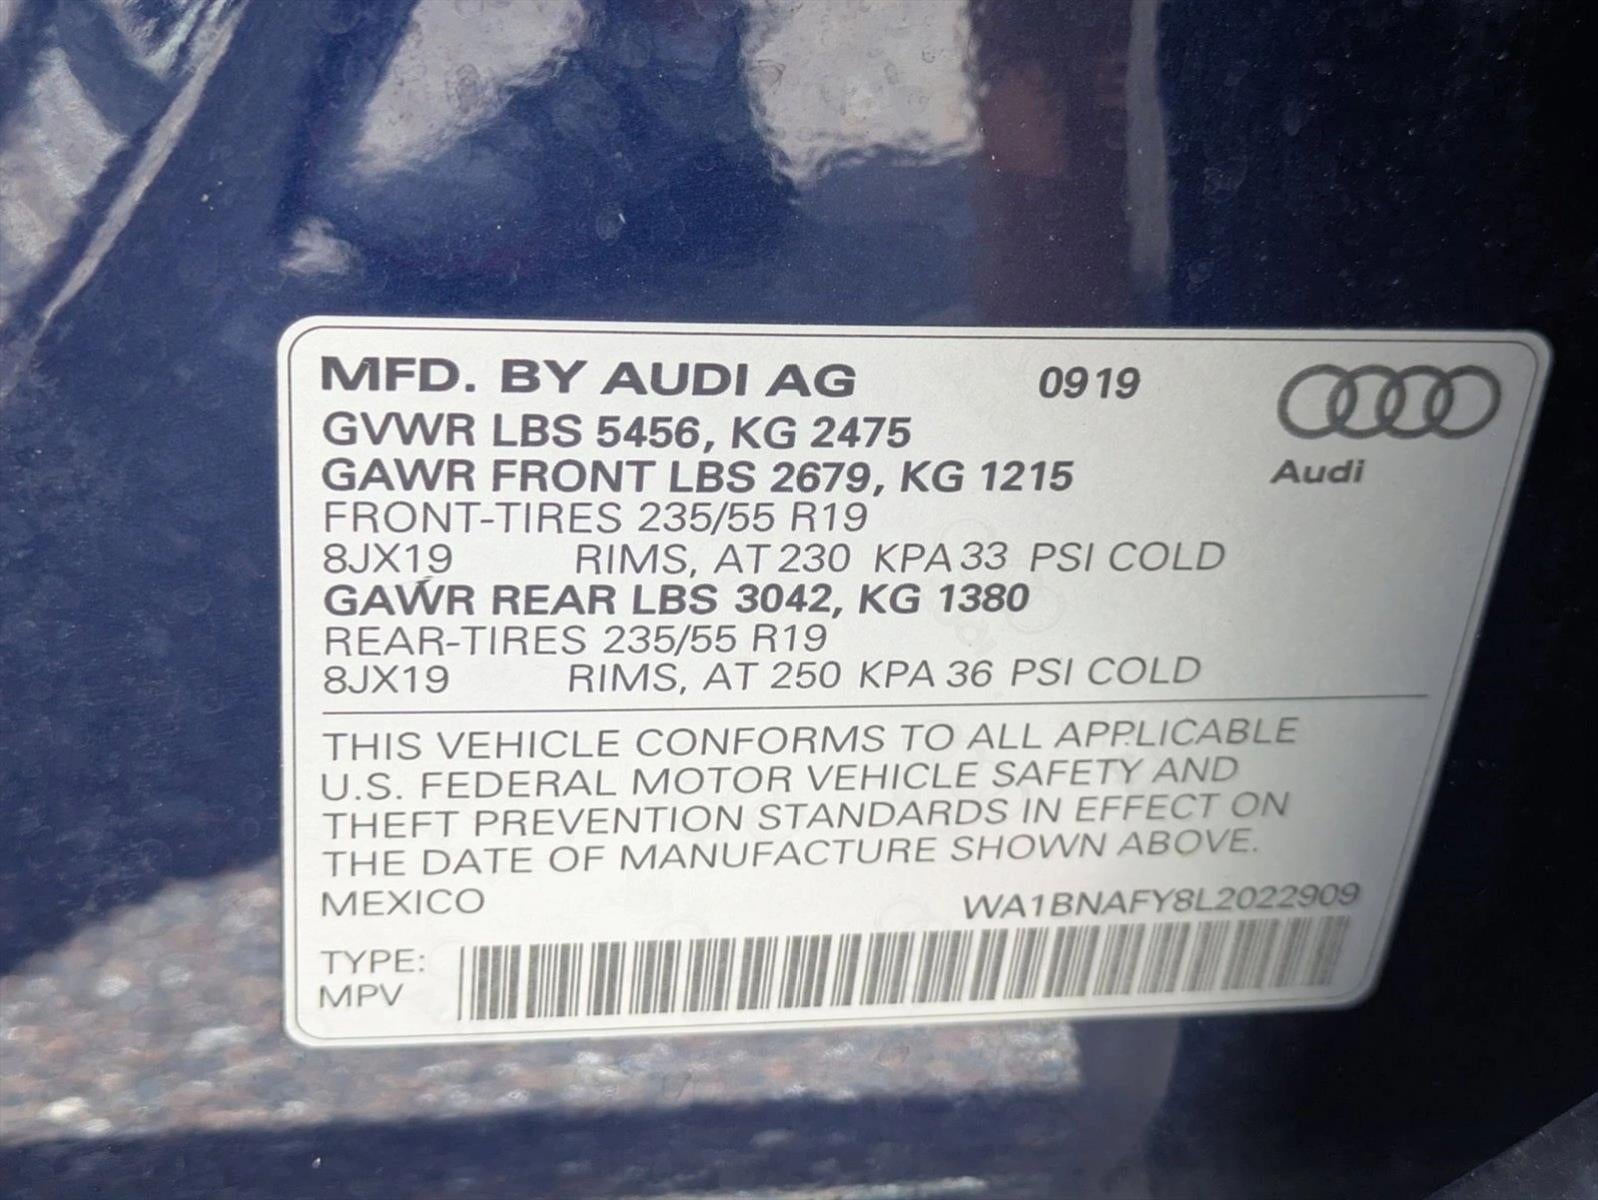 MFD. BY AUDI AG 0919
GVWR LBS 5456, KG 2475
GAWR FRONT LBS 2679, KG 1215
Audi
FRONT-TIRES 235/55 R19
8JX19 RIMS, AT 230 KPA 33 PSI COLD
GAWR REAR LBS 3042, KG 1380
REAR-TIRES 235/55 R19
8JX19 RIMS, AT 250 KPA 36 PSI COLD
THIS VEHICLE CONFORMS TO ALL APPLICABLE
U.S. FEDERAL MOTOR VEHICLE SAFETY AND
THEFT PREVENTION STANDARDS IN EFFECT ON
THE DATE OF MANUFACTURE SHOWN ABOVE.
MEXICO WA1BNAFY8L2022909
TYPE:
MPV